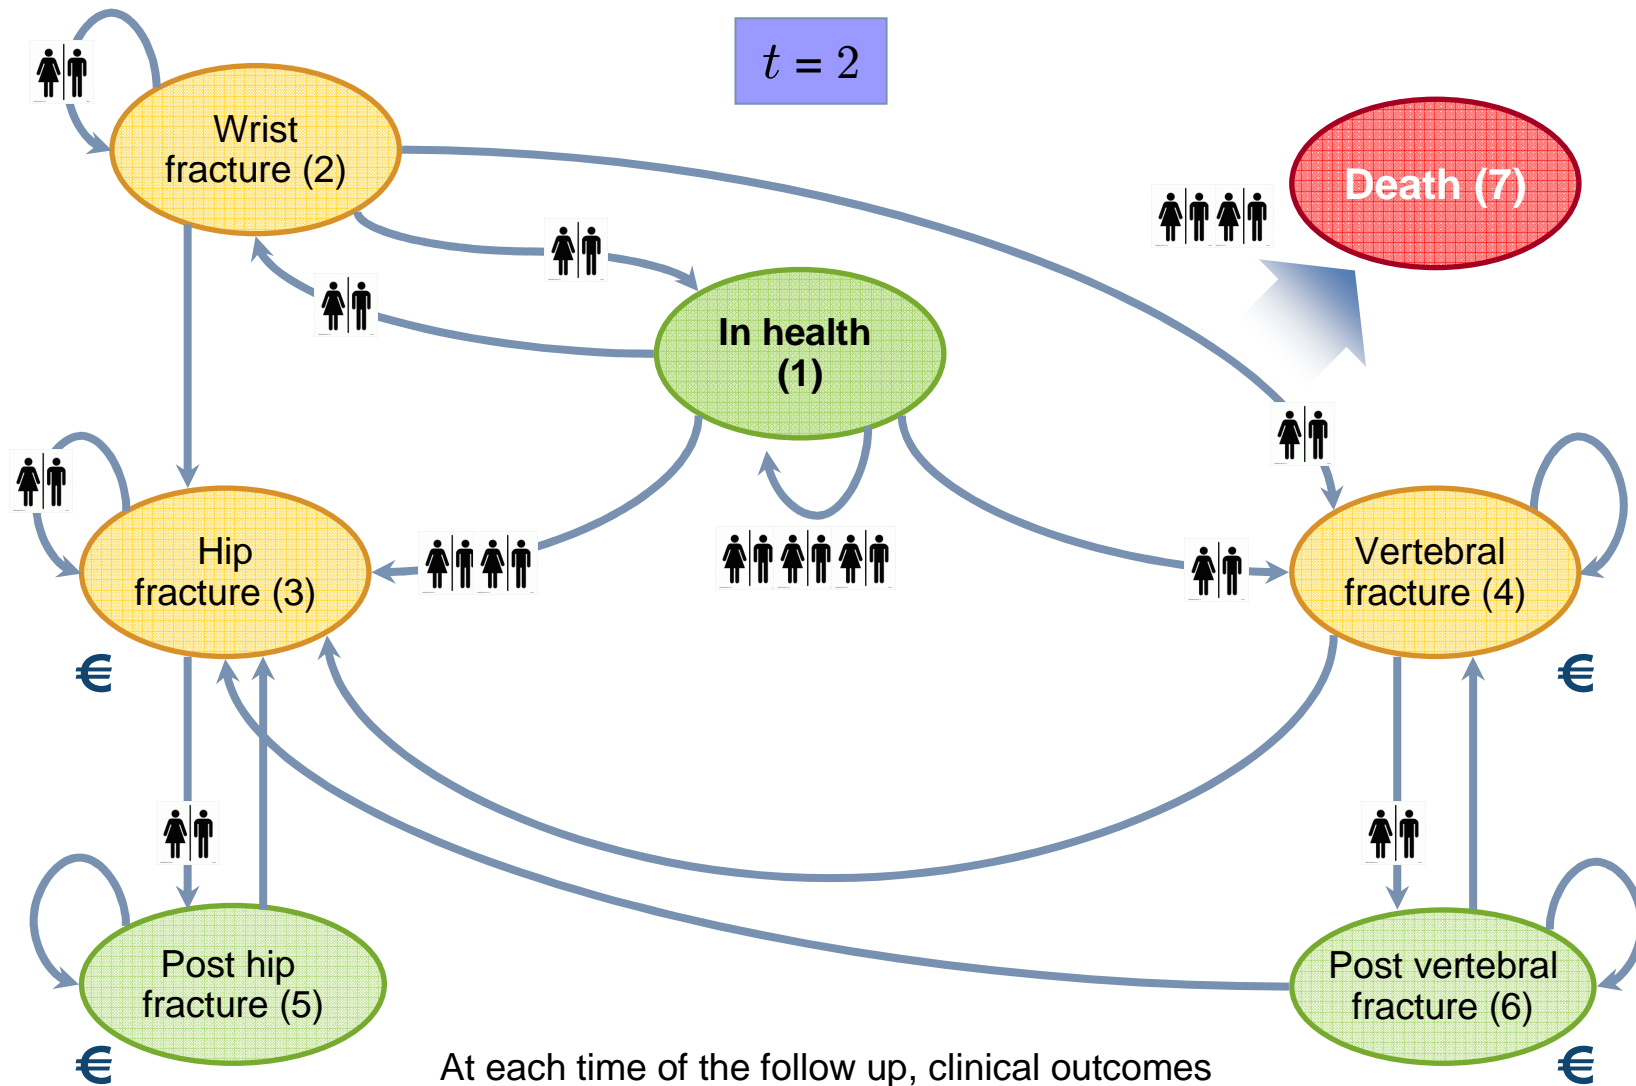 t = 2
Wrist
fracture (2)
Death (7)
In health
(1)
Hip
fracture (3)
Vertebral
fracture (4)
€
€
Post hip
fracture (5)
Post vertebral
fracture (6)
€
€
At each time of the follow up, clinical outcomes